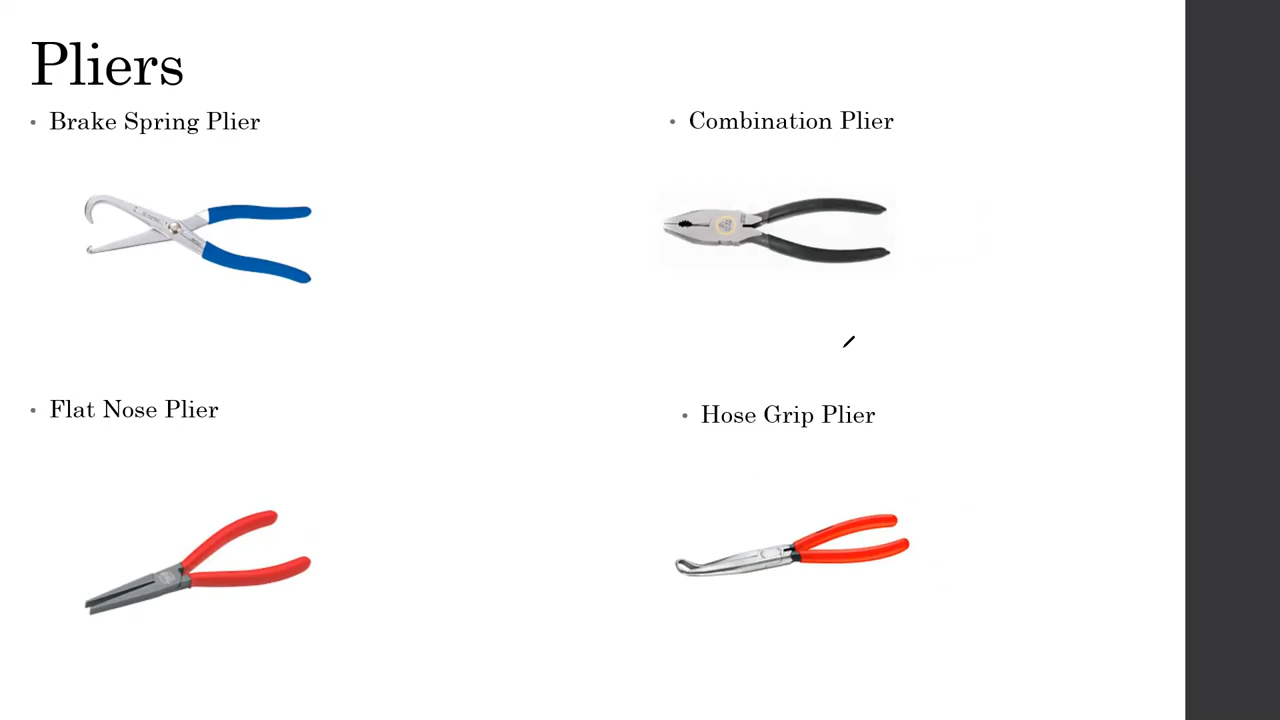 Pliers
• Brake Spring Plier
• Combination Plier
• Flat Nose Plier
• Hose Grip Plier